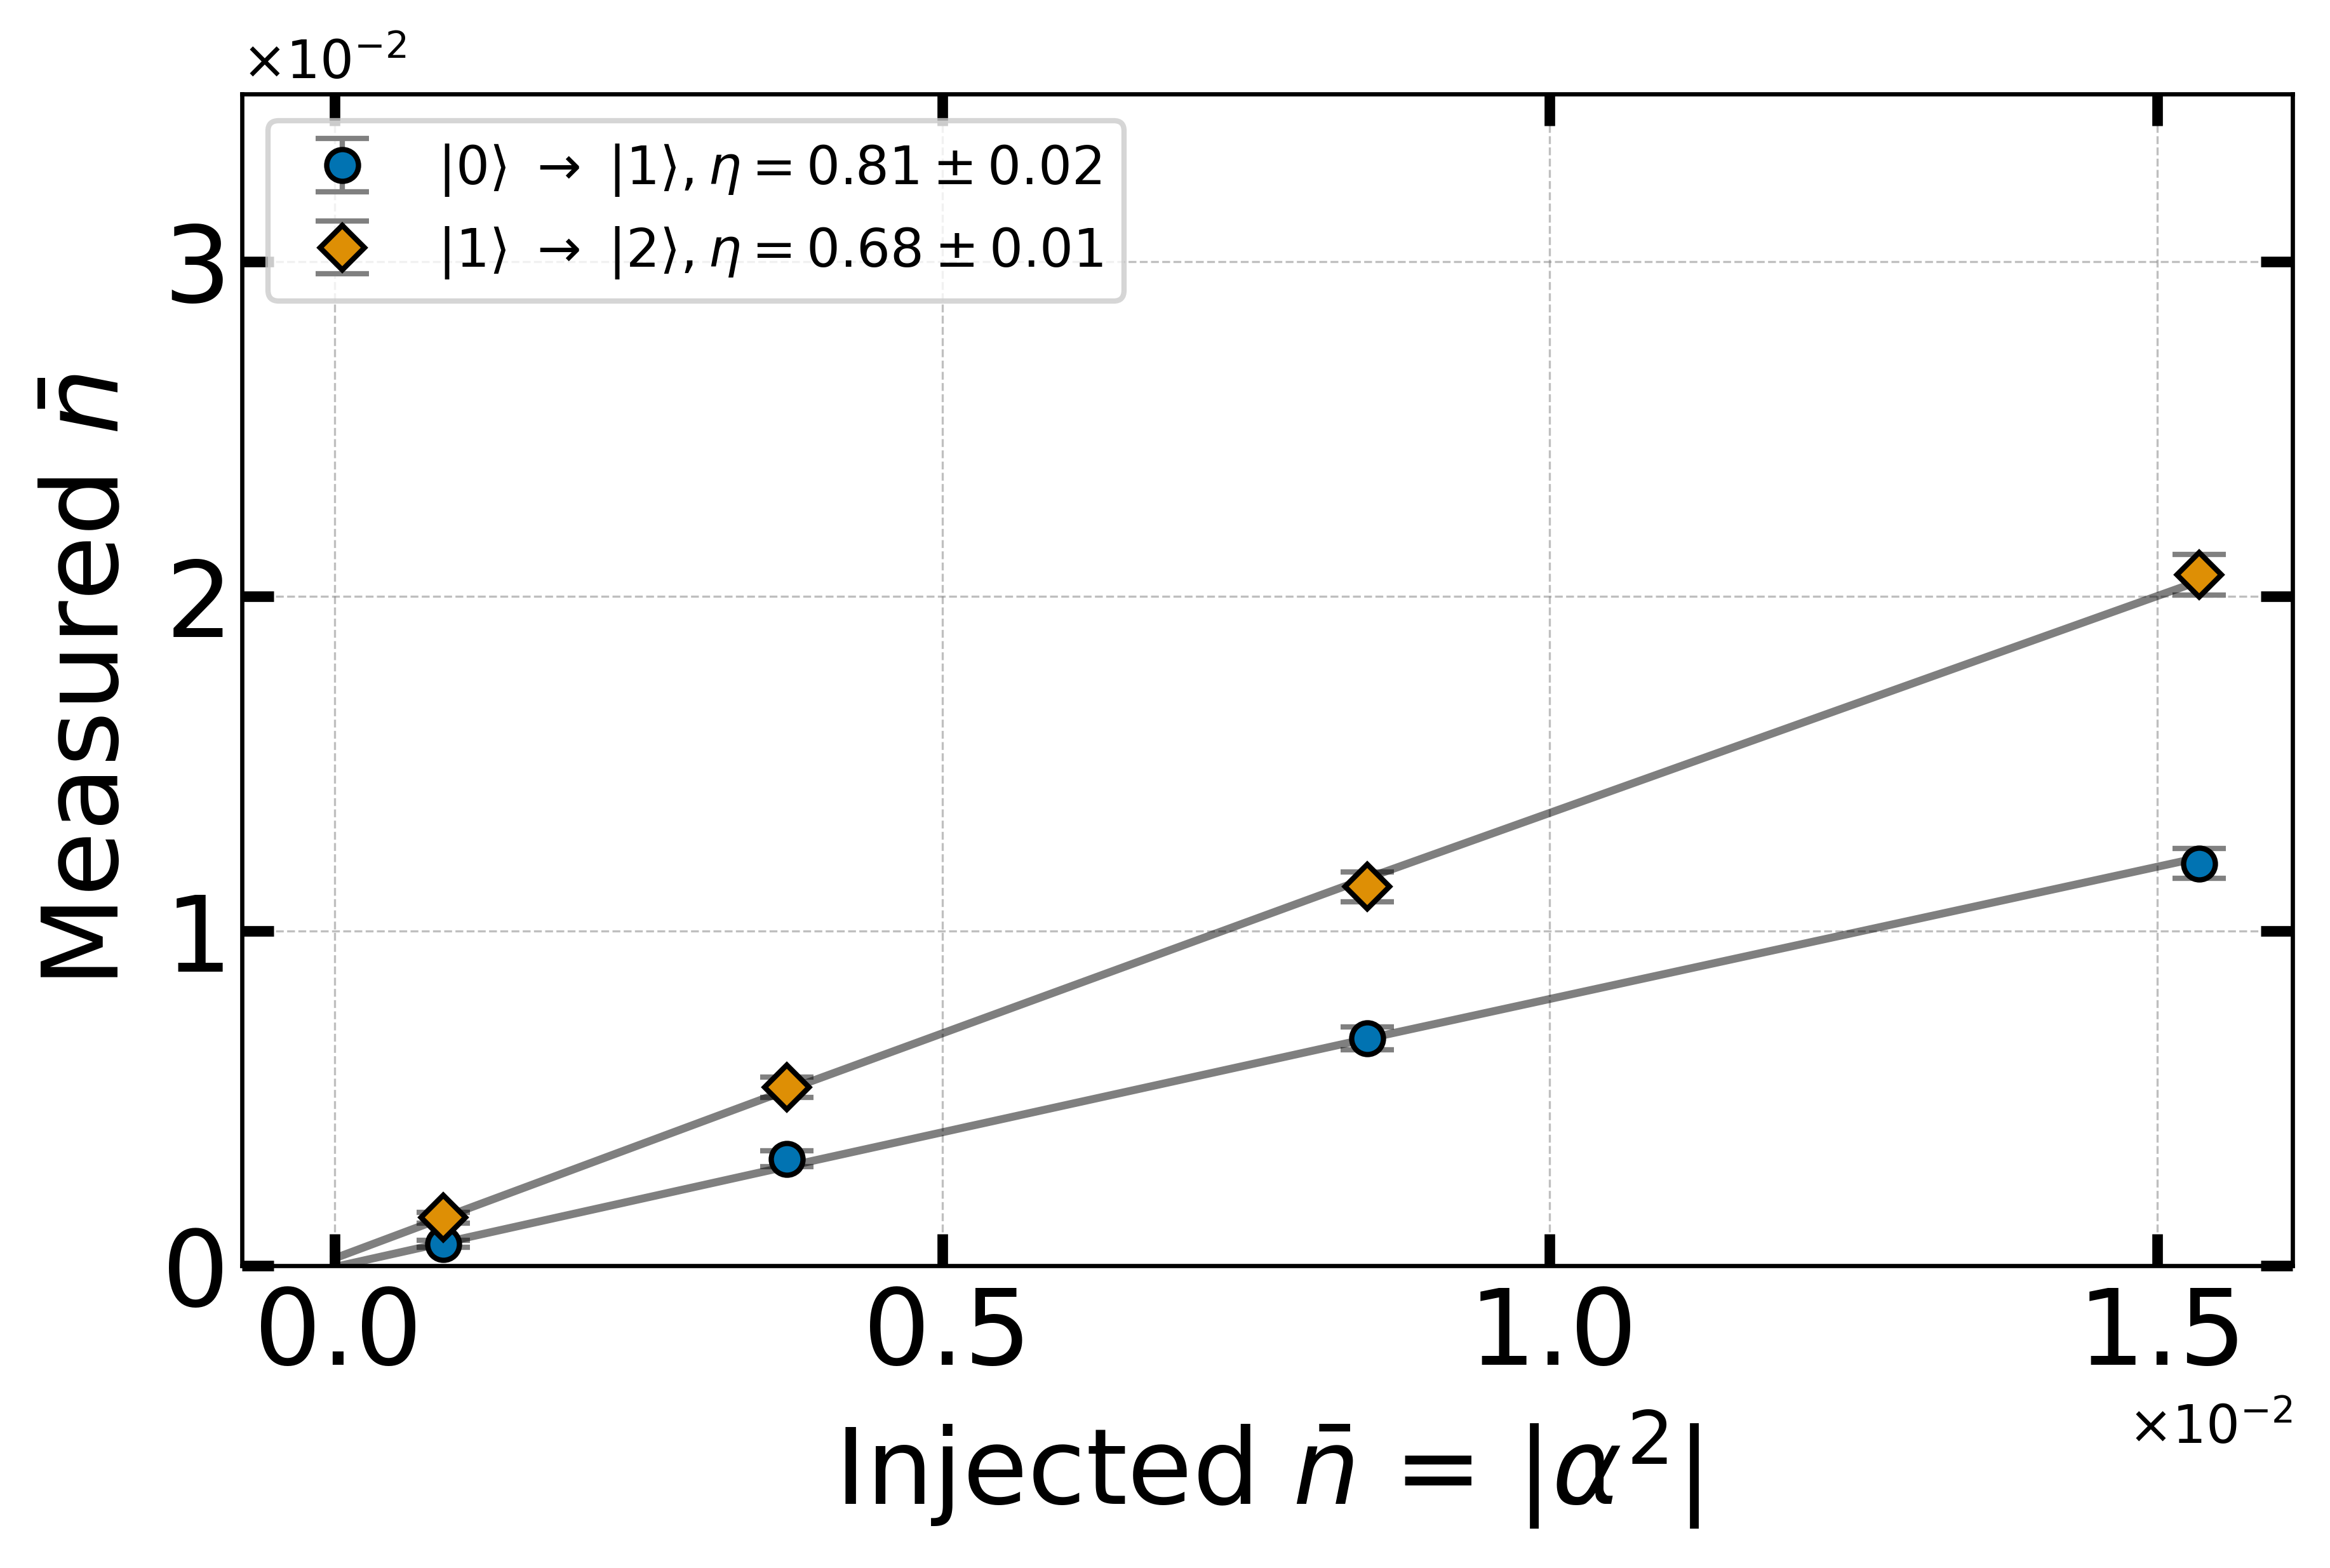 ×10⁻²
|0⟩ → |1⟩, η = 0.81 ± 0.02
|1⟩ → |2⟩, η = 0.68 ± 0.01
3
2
1
0
Measured n̄
0.0 0.5 1.0 1.5
×10⁻²
Injected n̄ = |α²|